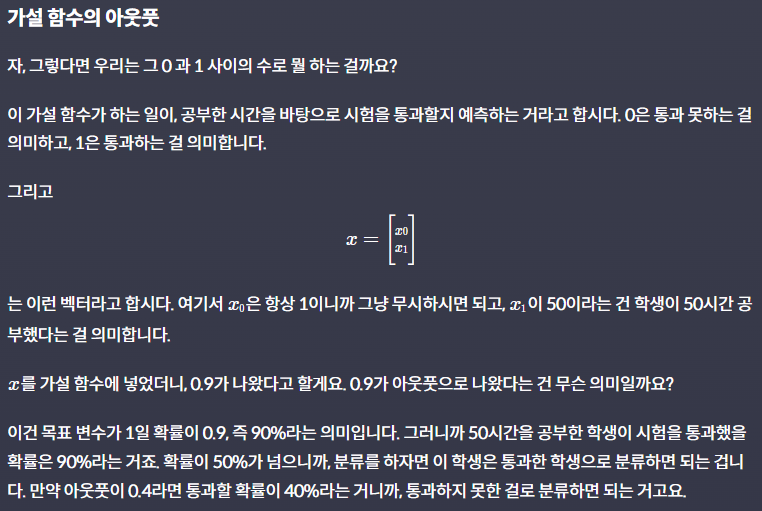 가설 함수의 아웃풋
자, 그렇다면 우리는 그 0 과 1 사이의 수로 뭘 하는 걸까요?
이 가설 함수가 하는 일이, 공부한 시간을 바탕으로 시험을 통과할지 예측하는 거라고 합시다. 0은 통과 못하는 걸
의미하고, 1은 통과하는 걸 의미합니다.
그리고
x = [x0
x1]
는 이런 벡터라고 합시다. 여기서 x0은 항상 1이니까 그냥 무시하시면 되고, x1이 50이라는 건 학생이 50시간 공
부했다는 걸 의미합니다.
x를 가설 함수에 넣었더니, 0.9가 나왔다고 할게요. 0.9가 아웃풋으로 나왔다는 건 무슨 의미일까요?
이건 목표 변수가 1일 확률이 0.9, 즉 90%라는 의미입니다. 그러니까 50시간을 공부한 학생이 시험을 통과했을
확률은 90%라는 거죠. 확률이 50%가 넘으니까, 분류를 하자면 이 학생은 통과한 학생으로 분류하면 되는 겁니
다. 만약 아웃풋이 0.4라면 통과할 확률이 40%라는 거니까, 통과하지 못한 걸로 분류하면 되는 거고요.